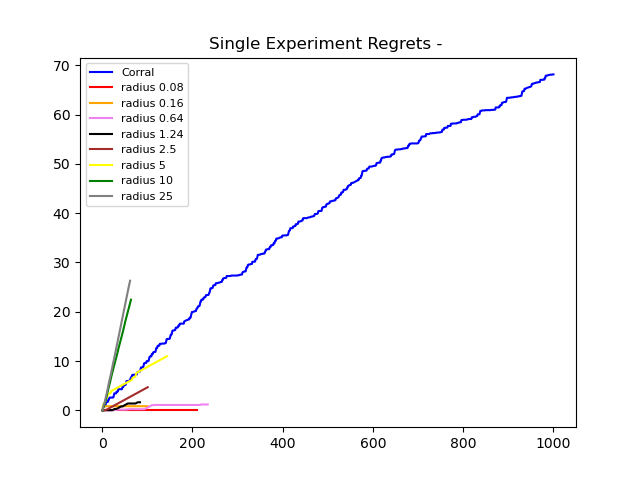 Single Experiment Regrets -
70
60
50
40
30
20
10
0
Corral
radius 0.08
radius 0.16
radius 0.64
radius 1.24
radius 2.5
radius 5
radius 10
radius 25
0 200 400 600 800 1000